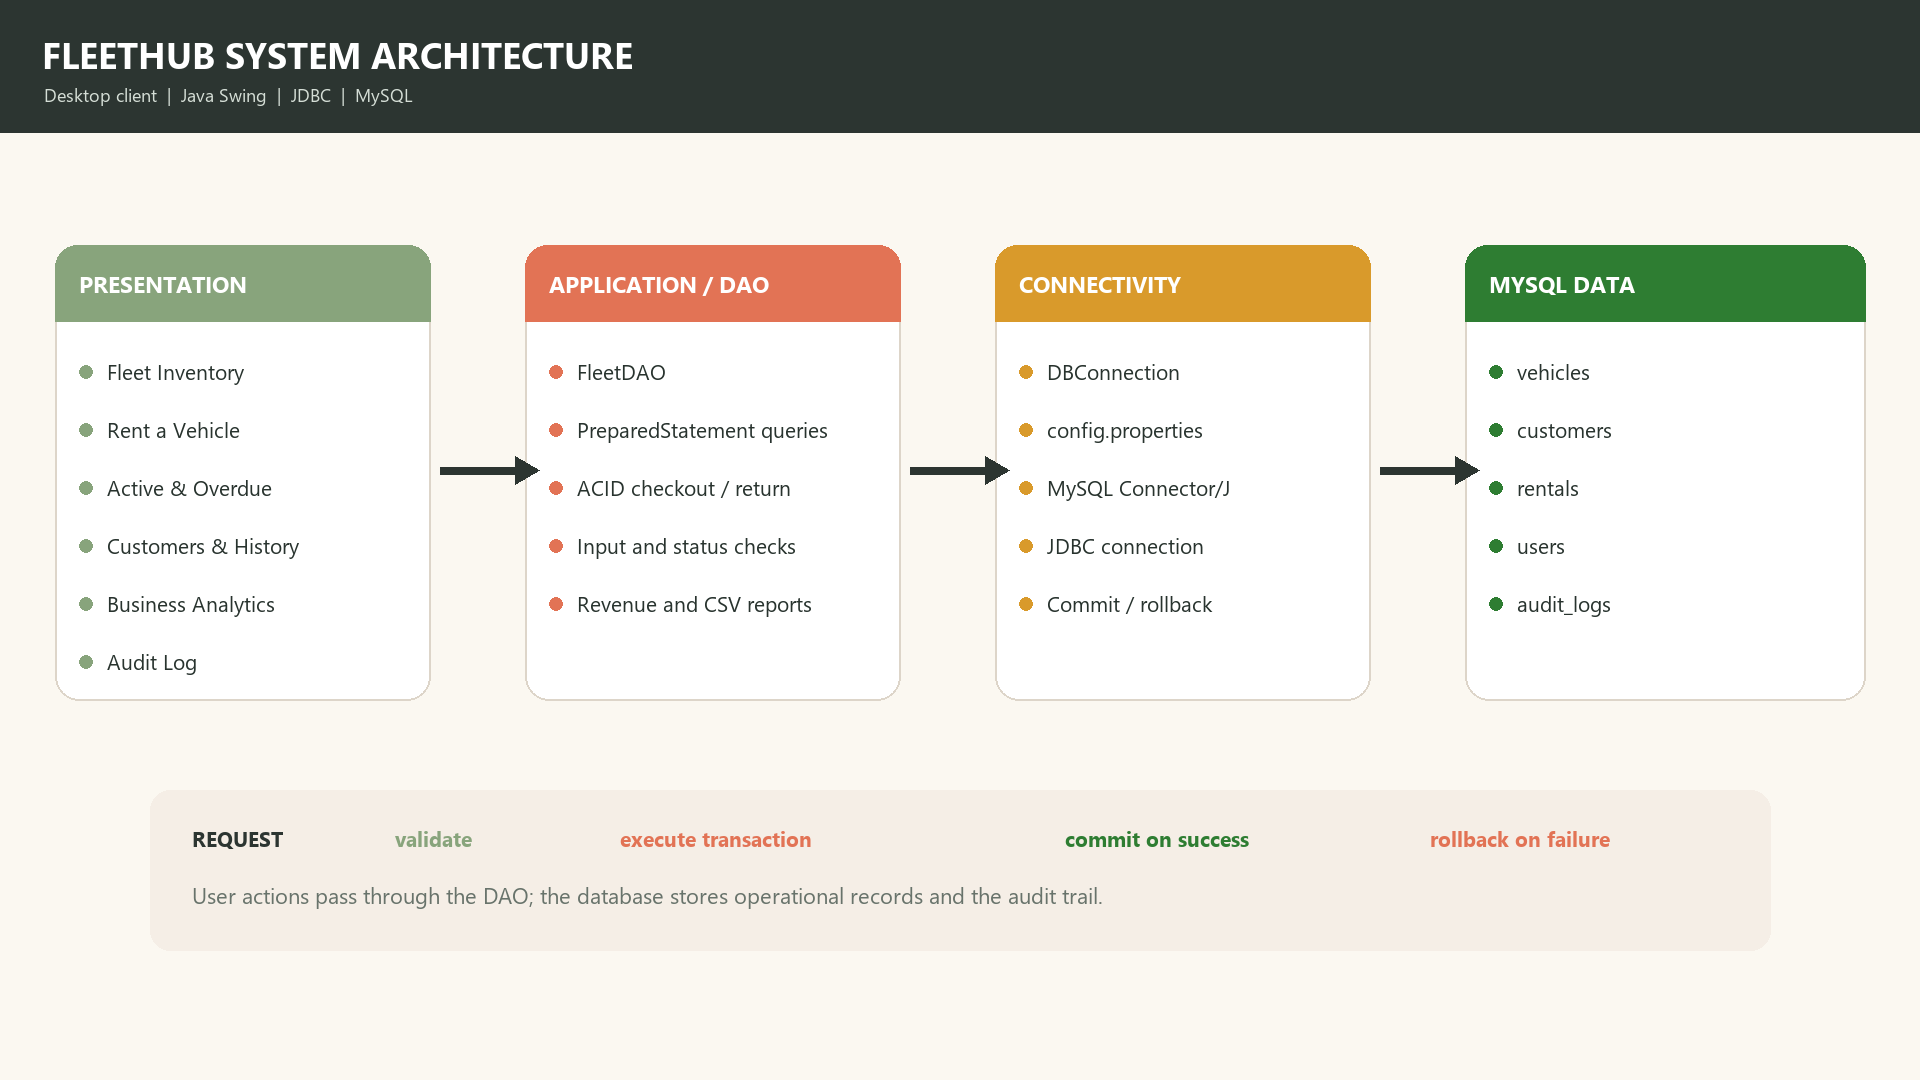 FLEETHUB SYSTEM ARCHITECTURE
Desktop client | Java Swing | JDBC | MySQL
PRESENTATION
Fleet Inventory
Rent a Vehicle
Active & Overdue
Customers & History
Business Analytics
Audit Log
APPLICATION / DAO
FleetDAO
PreparedStatement queries
ACID checkout / return
Input and status checks
Revenue and CSV reports
CONNECTIVITY
DBConnection
config.properties
MySQL Connector/J
JDBC connection
Commit / rollback
MYSQL DATA
vehicles
customers
rentals
users
audit_logs
REQUEST validate execute transaction commit on success rollback on failure
User actions pass through the DAO; the database stores operational records and the audit trail.